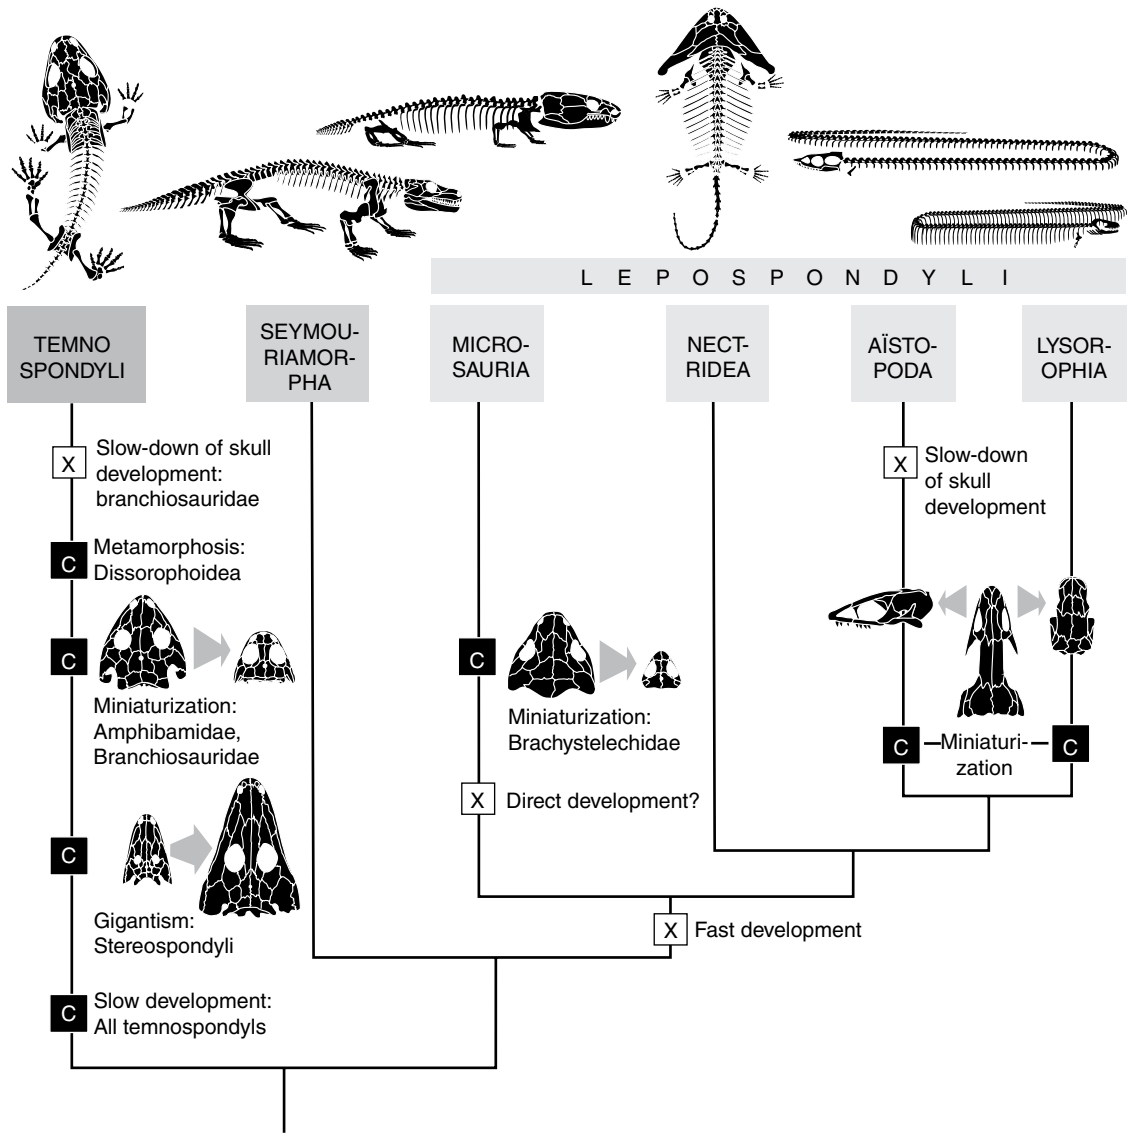 L E P O S P O N D Y L I
TEMNO
SPONDYLI
SEYMOU-
RIAMOR-
PHA
MICRO-
SAURIA
NECT-
RIDEA
AÏSTO-
PODA
LYSOR-
OPHIA
X
Slow-down of skull
development:
branchiosauridae
X
Slow-down
of skull
development
C
Metamorphosis:
Dissorophoidea
C
Miniaturization:
Amphibamidae,
Branchiosauridae
C
Miniaturization:
Brachystelechidae
C
Miniaturi-
zation
C
X
Direct development?
C
Gigantism:
Stereospondyli
X
Fast development
C
Slow development:
All temnospondyls